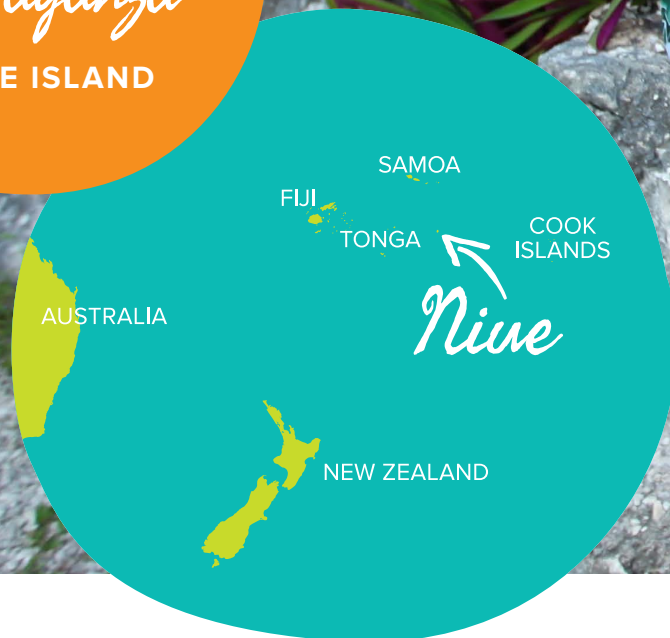 E ISLAND
SAMOA
FIJI
TONGA
COOK
ISLANDS
Niue
AUSTRALIA
NEW ZEALAND